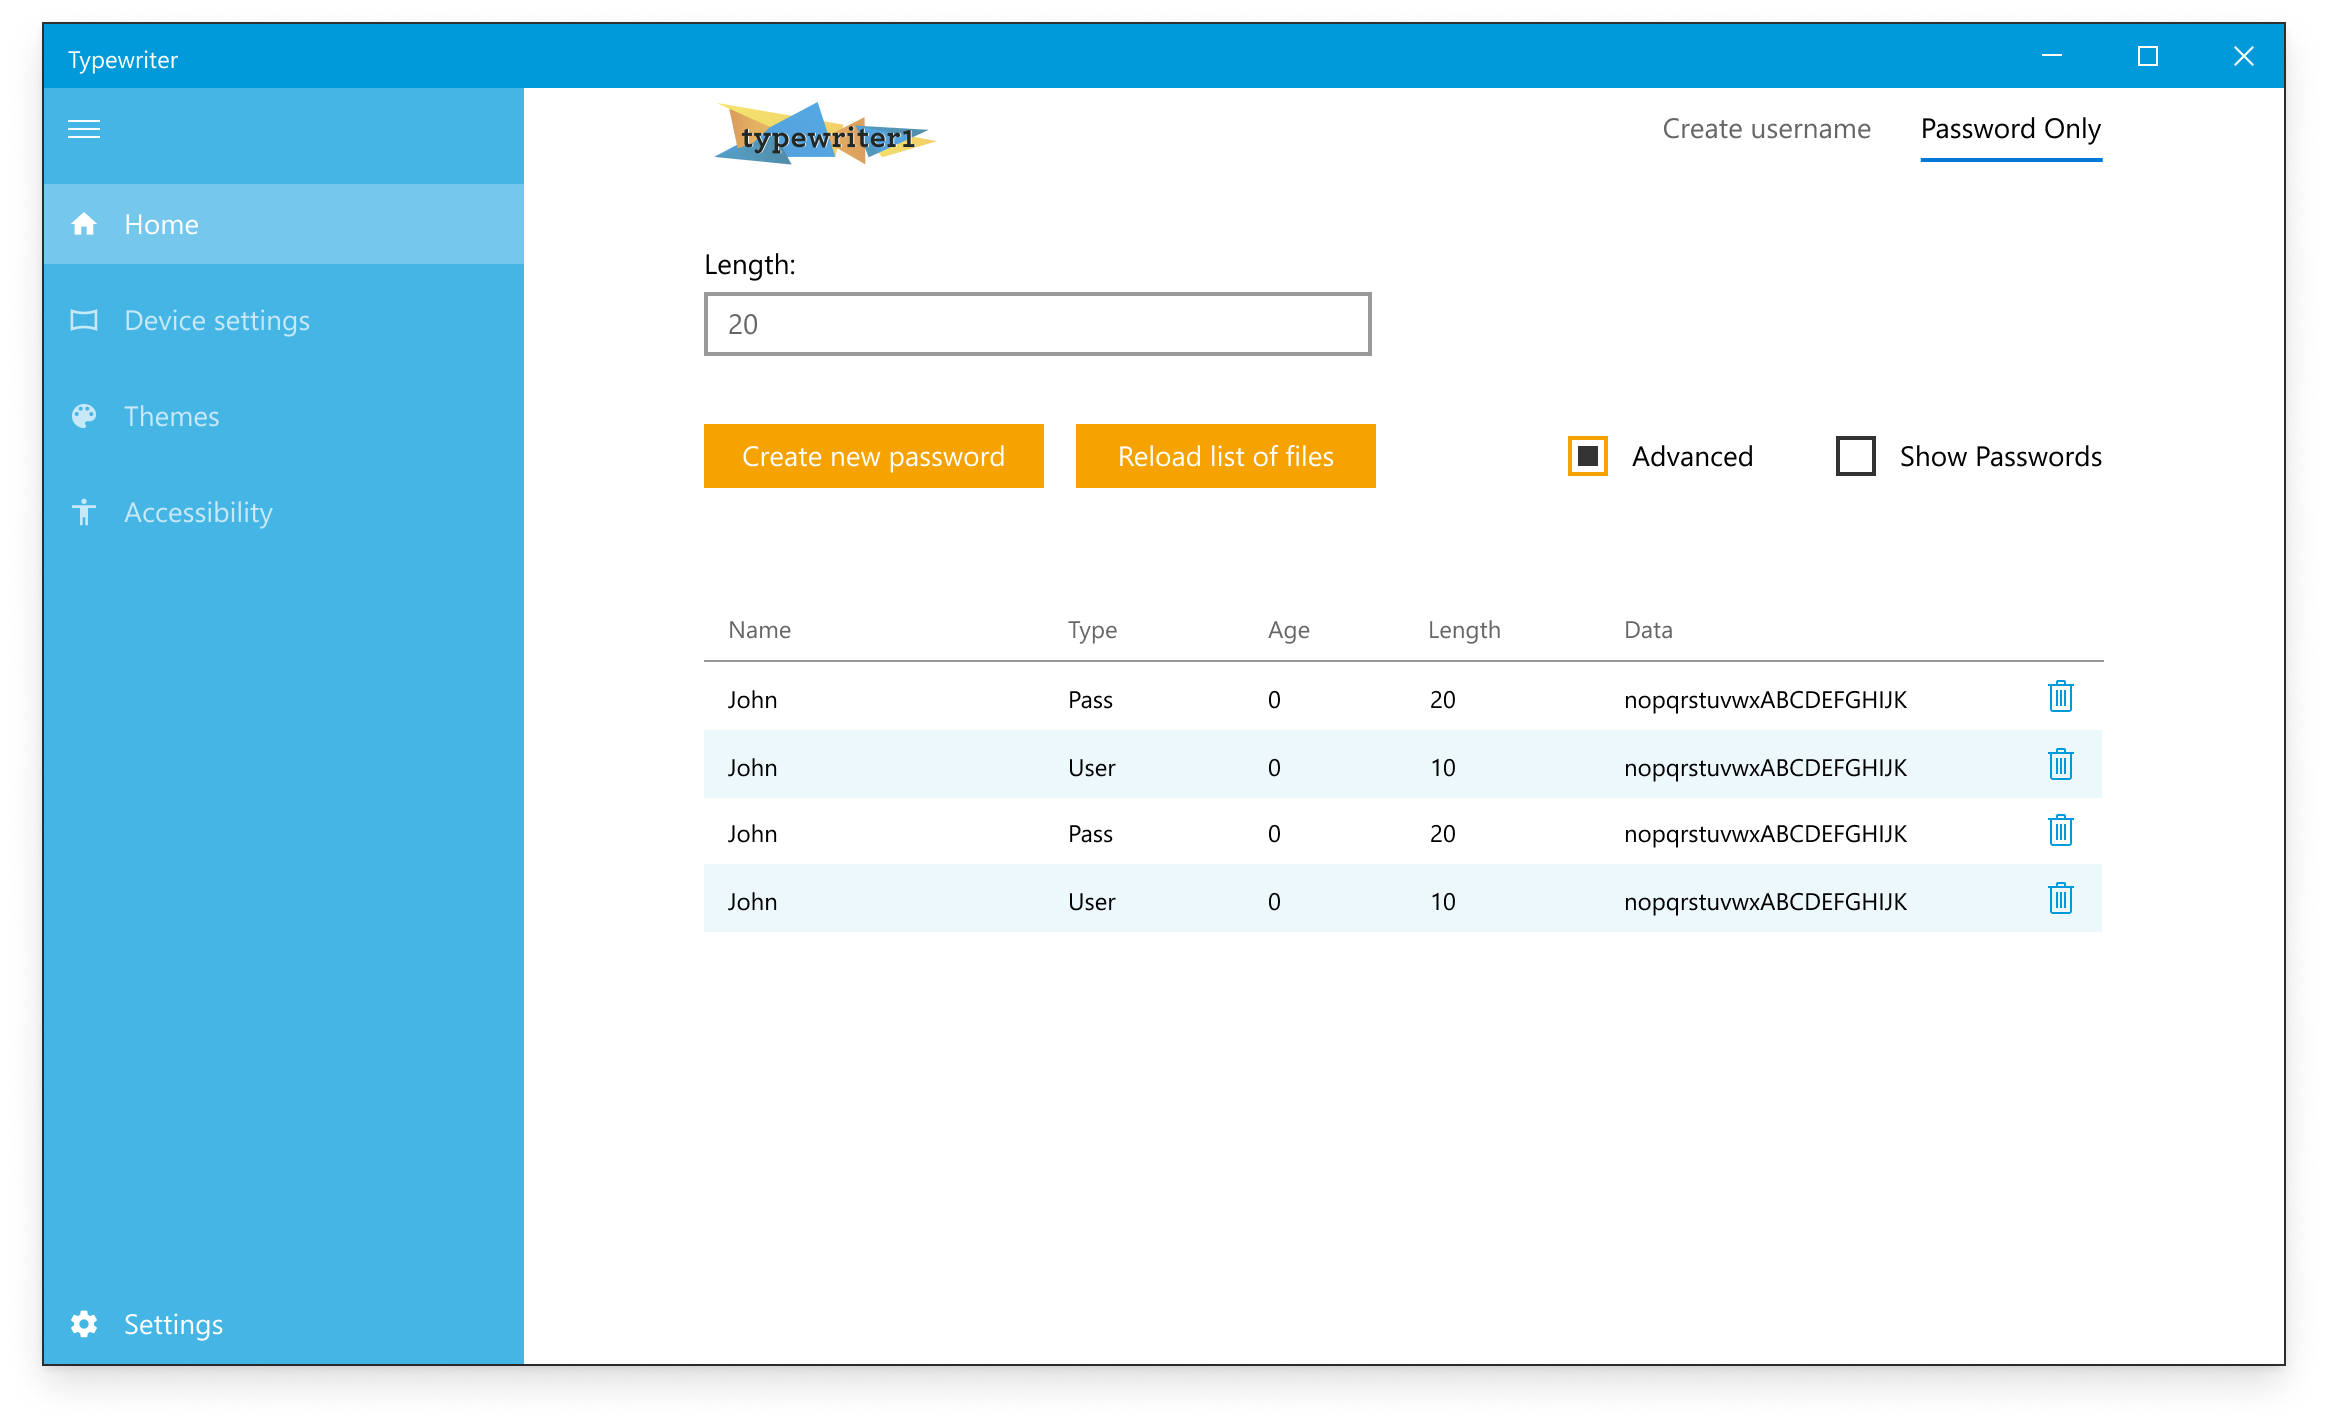 Typewriter
typewriter1
Create username
Password Only
Home
Device settings
Themes
Accessibility
Settings
Length:
20
Create new password
Reload list of files
Advanced
Show Passwords
Name Type Age Length Data
John Pass 0 20 nopqrstuvwxABCDEFGHIJK
John User 0 10 nopqrstuvwxABCDEFGHIJK
John Pass 0 20 nopqrstuvwxABCDEFGHIJK
John User 0 10 nopqrstuvwxABCDEFGHIJK